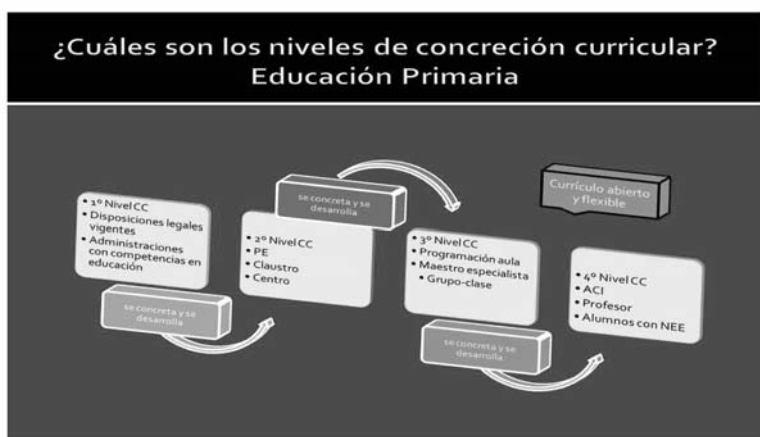 ¿Cuáles son los niveles de concreción curricular?
Educación Primaria
• 1º Nivel CC
• Disposiciones legales
vigentes
• Administraciones
con competencias en
educación
se concreta y se
desarrolla
• 2º Nivel CC
• PE
• Claustro
• Centro
se concreta y se
desarrolla
• 3º Nivel CC
• Programación aula
• Maestro especialista
• Grupo-clase
se concreta y se
desarrolla
Currículo abierto
y flexible
• 4º Nivel CC
• ACI
• Profesor
• Alumnos con NEE